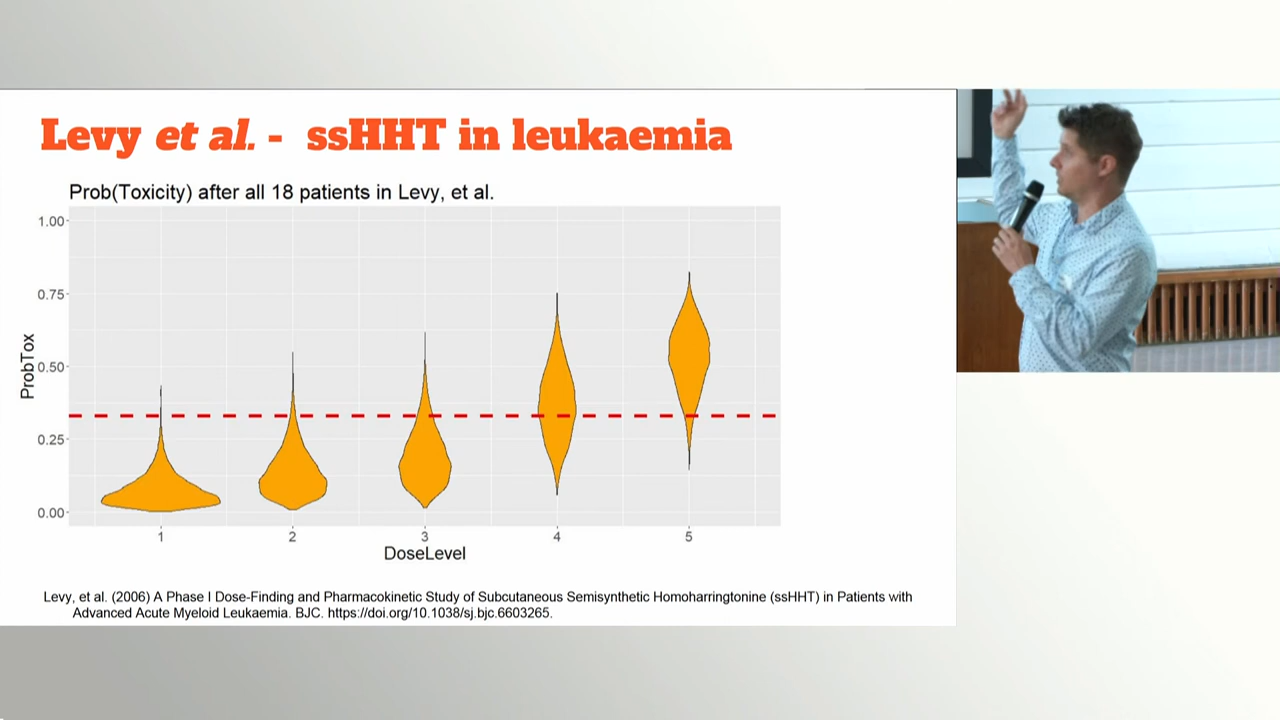 Levy et al. - ssHHT in leukaemia
Prob(Toxicity) after all 18 patients in Levy, et al.
1.00
0.75
0.50
0.25
0.00
ProbTox
1 2 3 4 5
DoseLevel
Levy, et al. (2006) A Phase I Dose-Finding and Pharmacokinetic Study of Subcutaneous Semisynthetic Homoharringtonine (ssHHT) in Patients with
Advanced Acute Myeloid Leukaemia. BJC. https://doi.org/10.1038/sj.bjc.6603265.